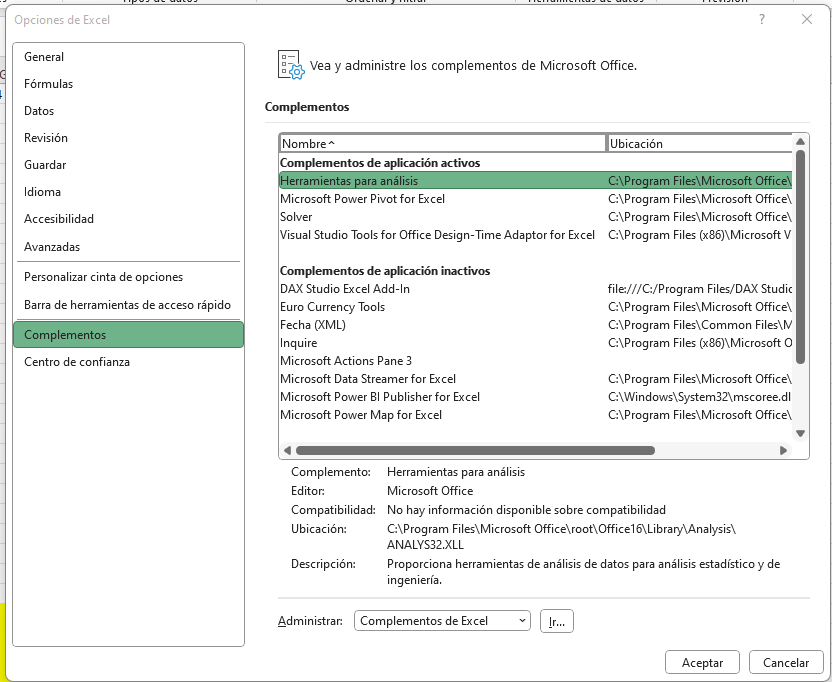 Opciones de Excel
?
General
Fórmulas
Datos
Revisión
Guardar
Idioma
Accesibilidad
Avanzadas
Personalizar cinta de opciones
Barra de herramientas de acceso rápido
Complementos
Centro de confianza
Vea y administre los complementos de Microsoft Office.
Complementos
Nombre Ubicación
Complementos de aplicación activos
Herramientas para análisis C:\Program Files\Microsoft Office\
Microsoft Power Pivot for Excel C:\Program Files\Microsoft Office\
Solver C:\Program Files\Microsoft Office\
Visual Studio Tools for Office Design-Time Adaptor for Excel C:\Program Files (x86)\Microsoft V
Complementos de aplicación inactivos
DAX Studio Excel Add-In file:///C:/Program Files/DAX Studio
Euro Currency Tools C:\Program Files\Microsoft Office\
Fecha (XML) C:\Program Files\Common Files\M
Inquire C:\Program Files (x86)\Microsoft O
Microsoft Actions Pane 3
Microsoft Data Streamer for Excel C:\Program Files\Microsoft Office\
Microsoft Power BI Publisher for Excel C:\Windows\System32\mscoree.dl
Microsoft Power Map for Excel C:\Program Files\Microsoft Office\
Complemento: Herramientas para análisis
Editor: Microsoft Office
Compatibilidad: No hay información disponible sobre compatibilidad
Ubicación: C:\Program Files\Microsoft Office\root\Office16\Library\Analysis\
ANALYS32.XLL
Descripción: Proporciona herramientas de análisis de datos para análisis estadístico y de
ingeniería.
Administrar: Complementos de Excel Ir...
Aceptar Cancelar